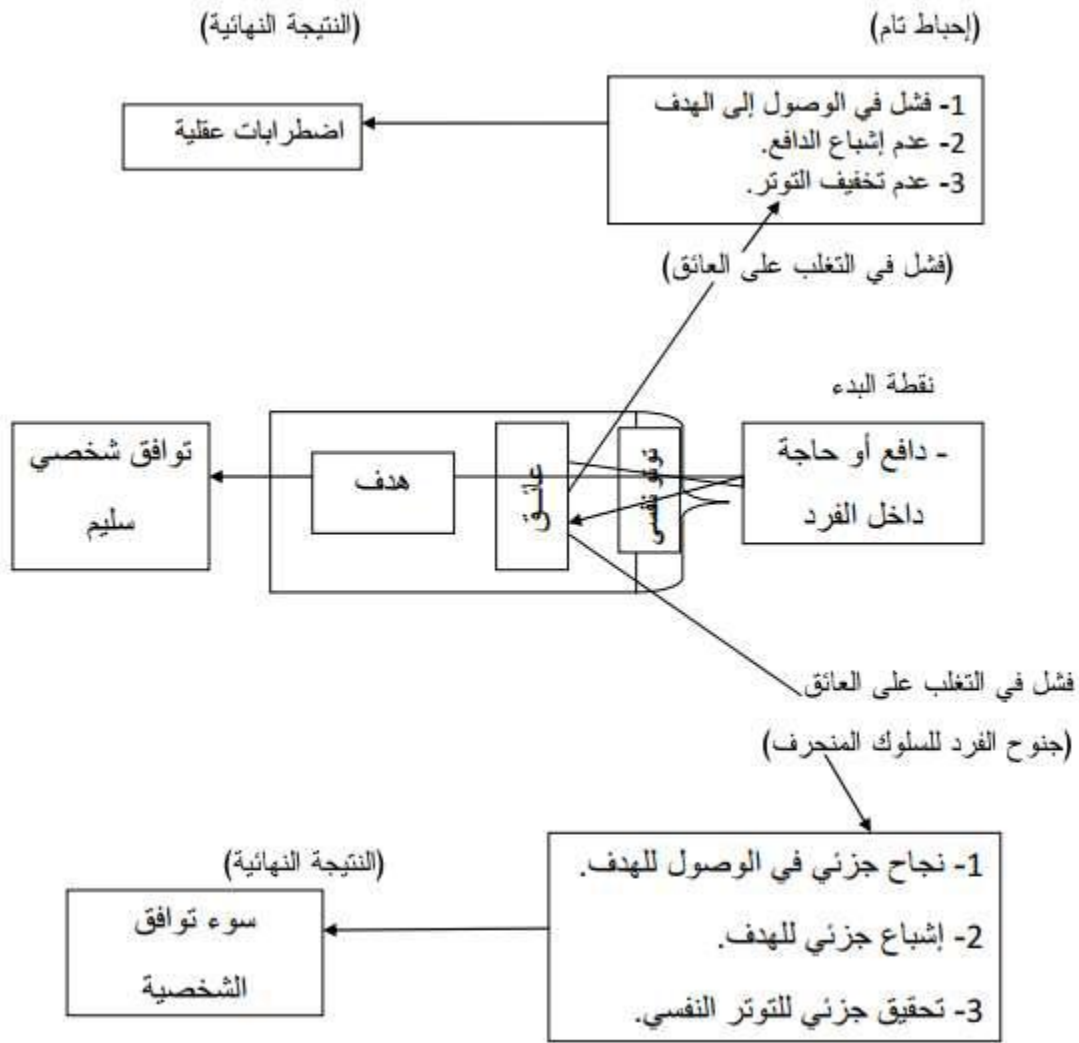 (إحباط تام)
(النتيجة النهائية)
1- فشل في الوصول إلى الهدف
2- عدم إشباع الدافع.
3- عدم تخفيف التوتر.
اضطرابات عقلية
(فشل في التغلب على العائق)
نقطة البدء
- دافع أو حاجة
داخل الفرد
توتر نفسي
عائـق
هدف
توافق شخصي
سليم
فشل في التغلب على العائق
(جنوح الفرد للسلوك المنحرف)
1- نجاح جزئي في الوصول للهدف.
2- إشباع جزئي للهدف.
3- تحقيق جزئي للتوتر النفسي.
(النتيجة النهائية)
سوء توافق
الشخصية